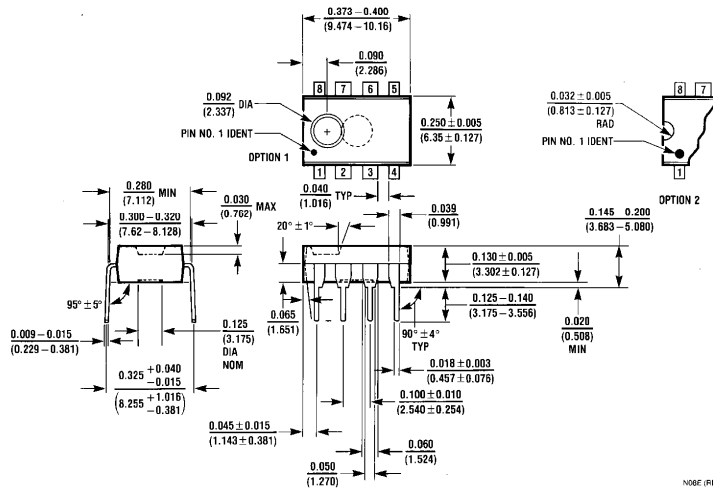 0.373 – 0.400
(9.474 – 10.16)
0.090
(2.286)
8 7 6 5
0.092
(2.337) DIA
PIN NO. 1 IDENT
OPTION 1
1 2 3 4
0.250 ± 0.005
(6.35 ± 0.127)
0.032 ± 0.005
(0.813 ± 0.127)
RAD
PIN NO. 1 IDENT
8 7
1
OPTION 2
0.280
(7.112) MIN
0.300 – 0.320
(7.62 – 8.128)
0.030
(0.762) MAX
0.040
(1.016) TYP
0.039
(0.991)
20° ± 1°
0.145 0.200
(3.683 – 5.080)
0.130 ± 0.005
(3.302 ± 0.127)
95° ± 5°
0.065
(1.651)
0.125 – 0.140
(3.175 – 3.556)
90° ± 4°
TYP
0.020
(0.508)
MIN
0.009 – 0.015
(0.229 – 0.381)
0.125
(3.175)
DIA
NOM
0.018 ± 0.003
(0.457 ± 0.076)
0.325 +0.040
−0.015
(8.255 +1.016
−0.381)
0.100 ± 0.010
(2.540 ± 0.254)
0.045 ± 0.015
(1.143 ± 0.381)
0.060
(1.524)
0.050
(1.270)
N08E